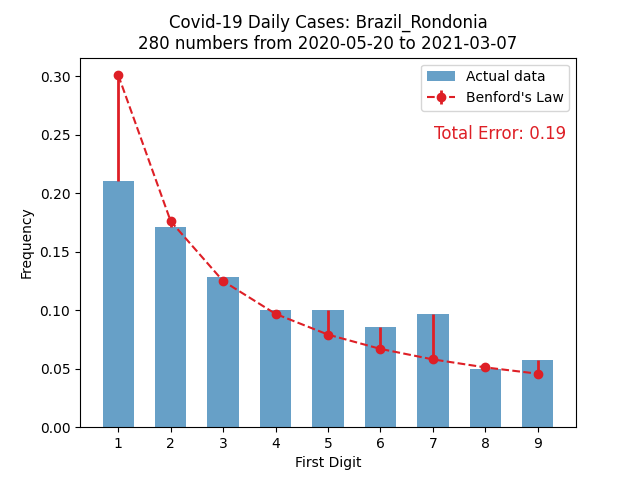 Covid-19 Daily Cases: Brazil_Rondonia
280 numbers from 2020-05-20 to 2021-03-07
Actual data
Benford's Law
Total Error: 0.19
Frequency
0.30
0.25
0.20
0.15
0.10
0.05
0.00
1 2 3 4 5 6 7 8 9
First Digit